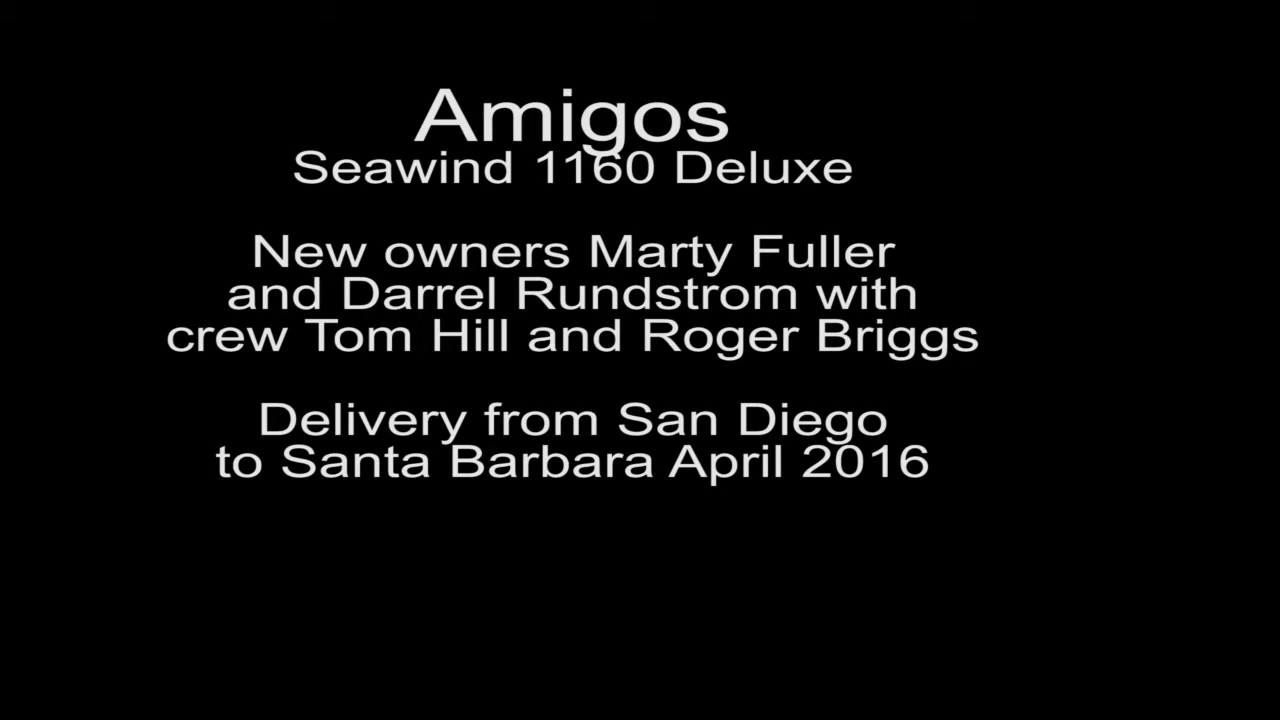 Amigos
Seawind 1160 Deluxe
New owners Marty Fuller
and Darrel Rundstrom with
crew Tom Hill and Roger Briggs
Delivery from San Diego
to Santa Barbara April 2016